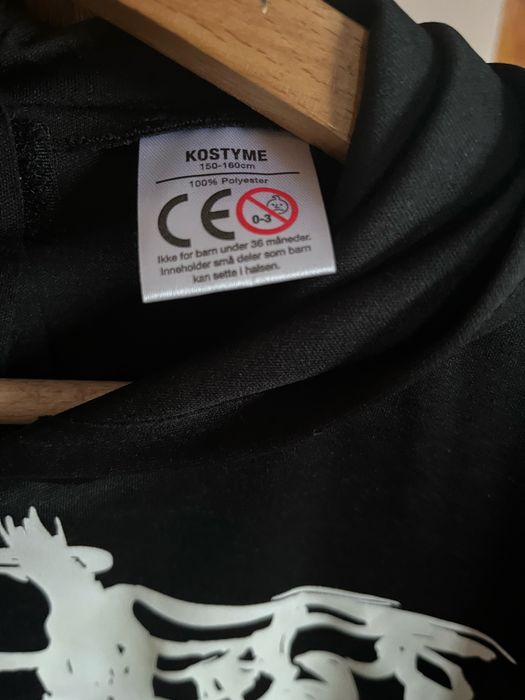 KOSTYME
150-160cm
100% Polyester
CE
0-3
Ikke for barn under 36 måneder.
Inneholder små deler som barn
kan sette i halsen.